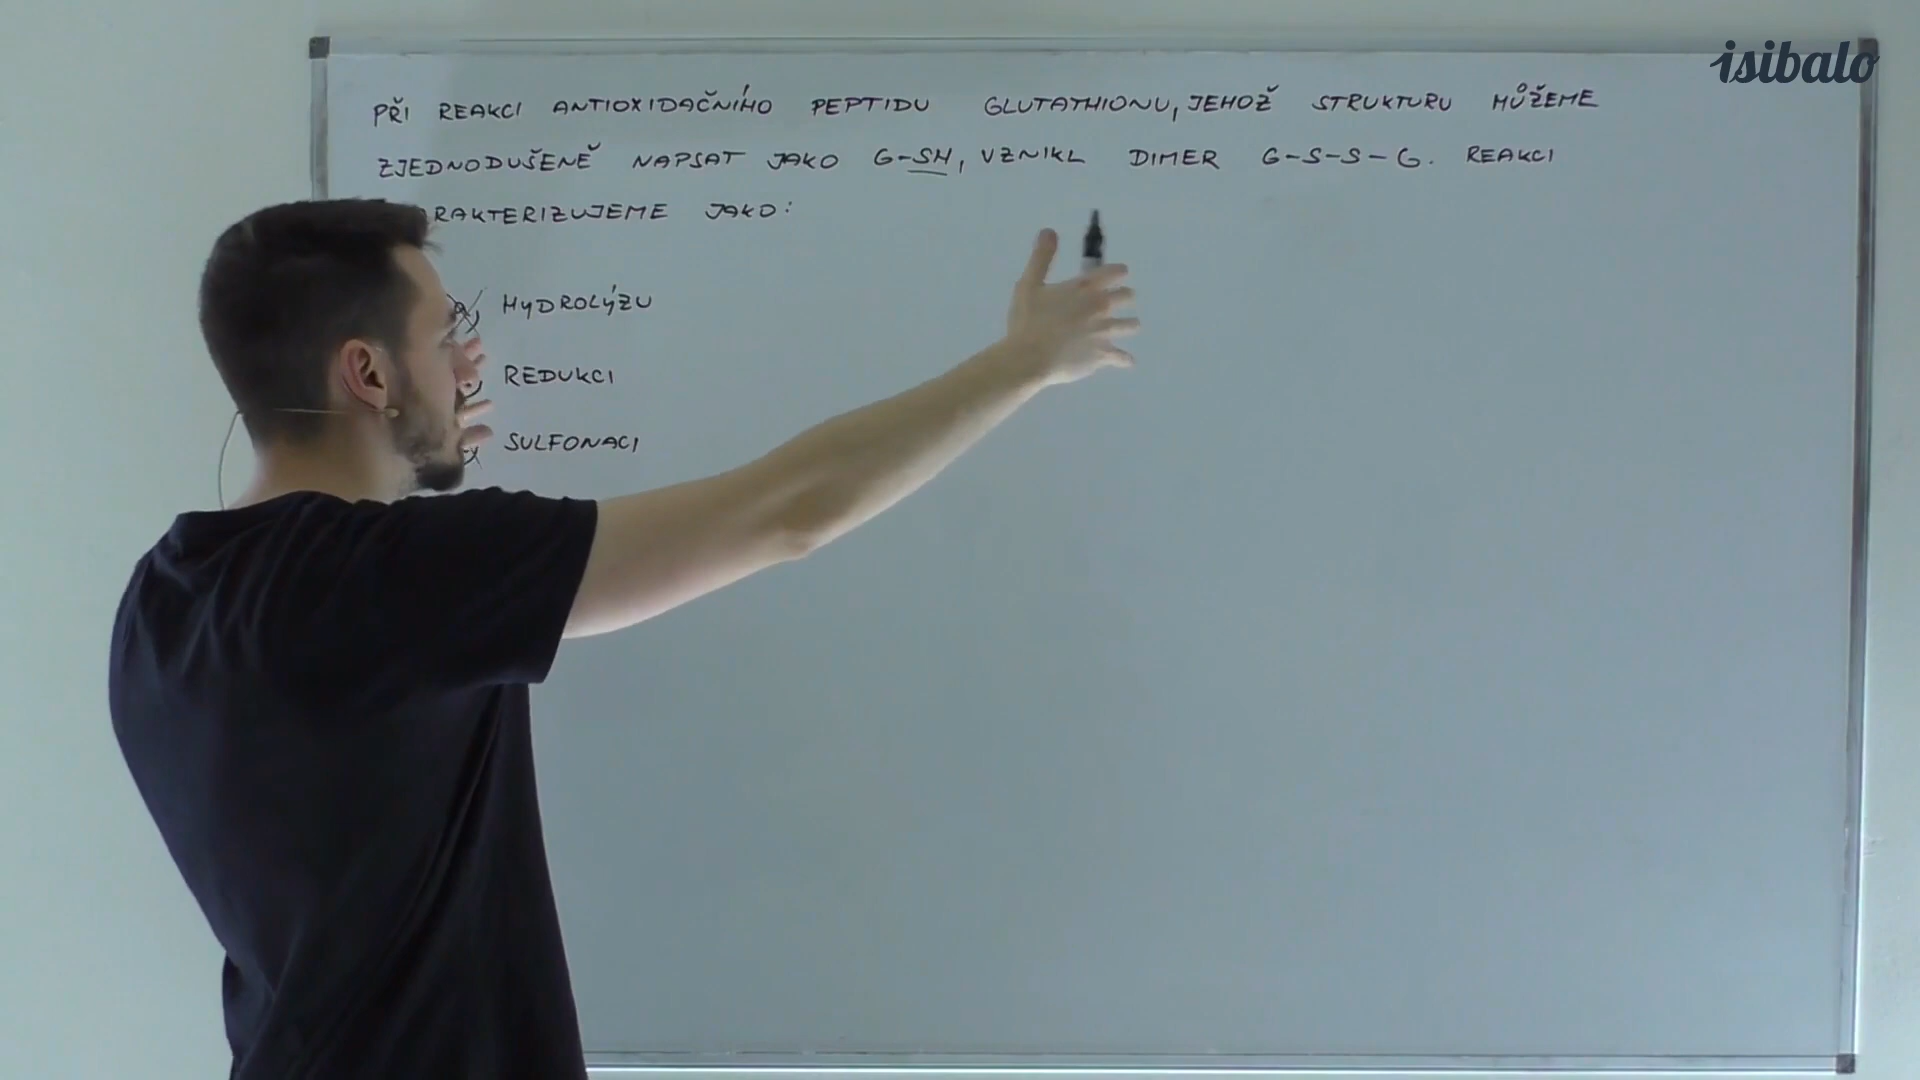 isibalo
PŘI REAKCI ANTIOXIDAČNÍHO PEPTIDU GLUTATHIONU, JEHOŽ STRUKTURU MŮŽEME
ZJEDNODUŠENĚ NAPSAT JAKO G-SH, VZNIKL DIMER G-S-S-G. REAKCI
RAKTERIZUJEME JAKO:
HYDROLÝZU
REDUKCI
SULFONACI